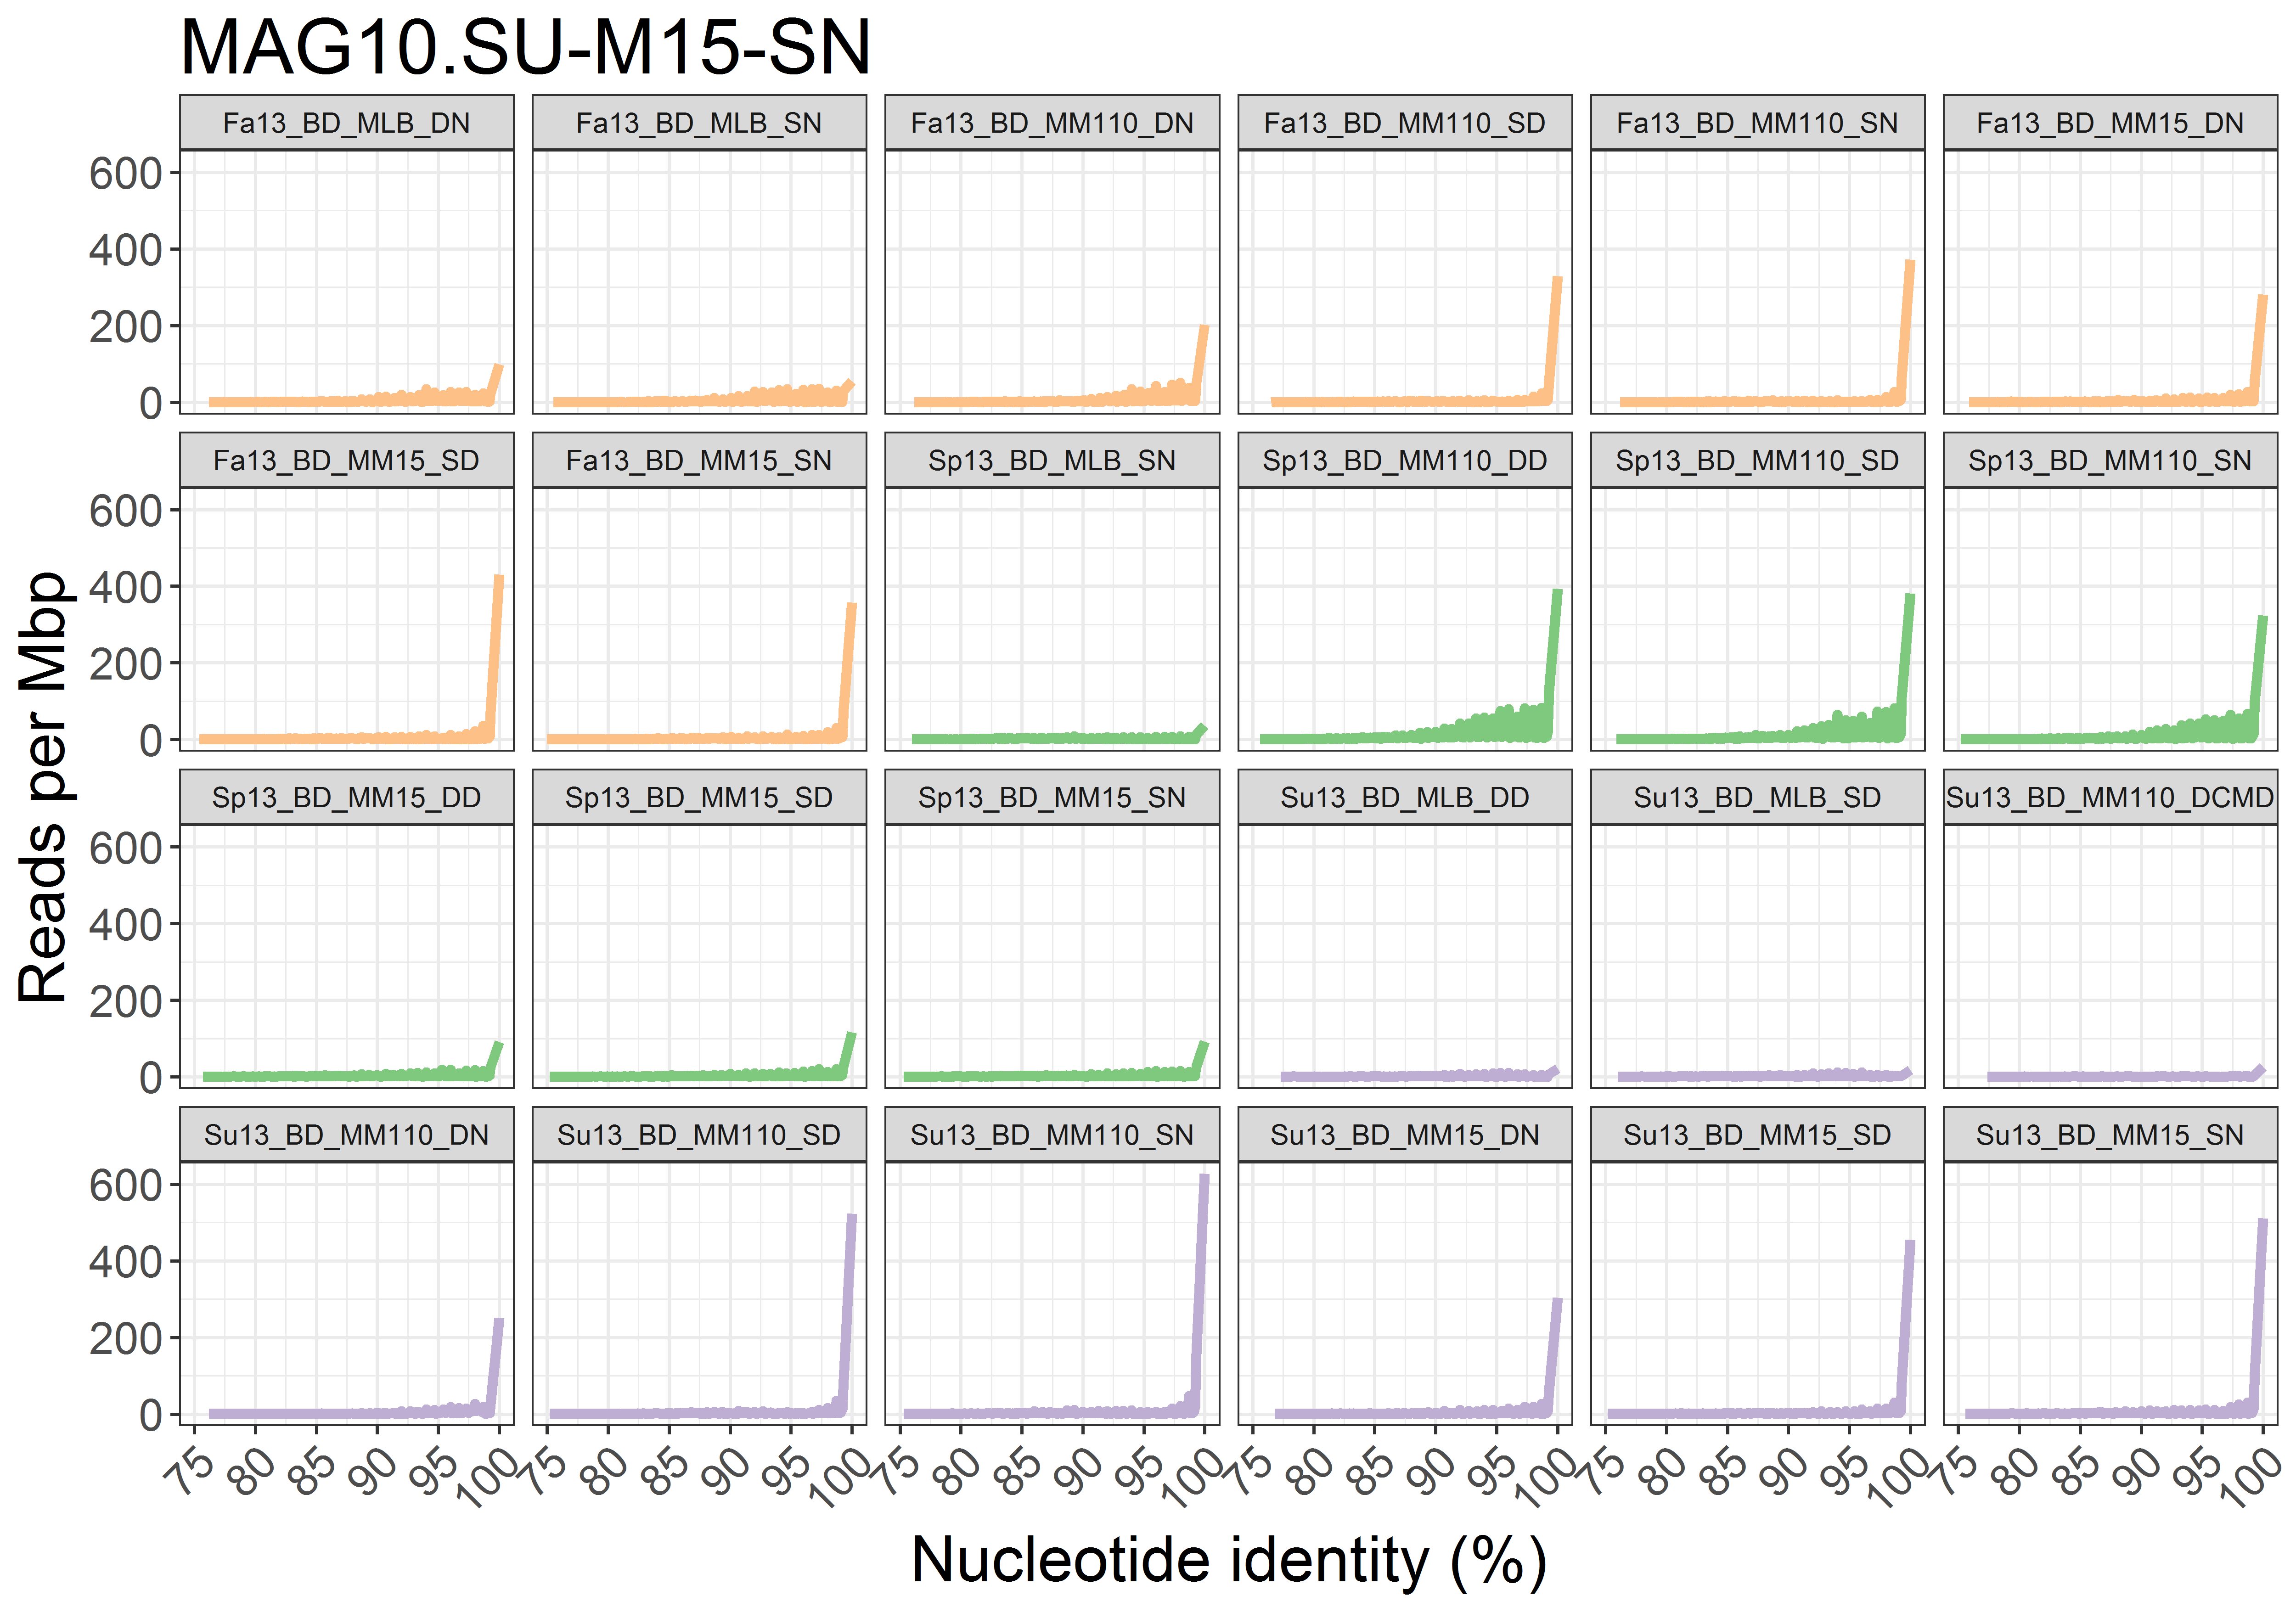 MAG10.SU-M15-SN
Fa13_BD_MLB_DN Fa13_BD_MLB_SN Fa13_BD_MM110_DN Fa13_BD_MM110_SD Fa13_BD_MM110_SN Fa13_BD_MM15_DN
600
400
200
0
Fa13_BD_MM15_SD Fa13_BD_MM15_SN Sp13_BD_MLB_SN Sp13_BD_MM110_DD Sp13_BD_MM110_SD Sp13_BD_MM110_SN
600
400
200
0
Sp13_BD_MM15_DD Sp13_BD_MM15_SD Sp13_BD_MM15_SN Su13_BD_MLB_DD Su13_BD_MLB_SD Su13_BD_MM110_DCMD
600
400
200
0
Su13_BD_MM110_DN Su13_BD_MM110_SD Su13_BD_MM110_SN Su13_BD_MM15_DN Su13_BD_MM15_SD Su13_BD_MM15_SN
600
400
200
0
75 80 85 90 95 100 75 80 85 90 95 100 75 80 85 90 95 100 75 80 85 90 95 100 75 80 85 90 95 100 75 80 85 90 95 100
Nucleotide identity (%)
Reads per Mbp